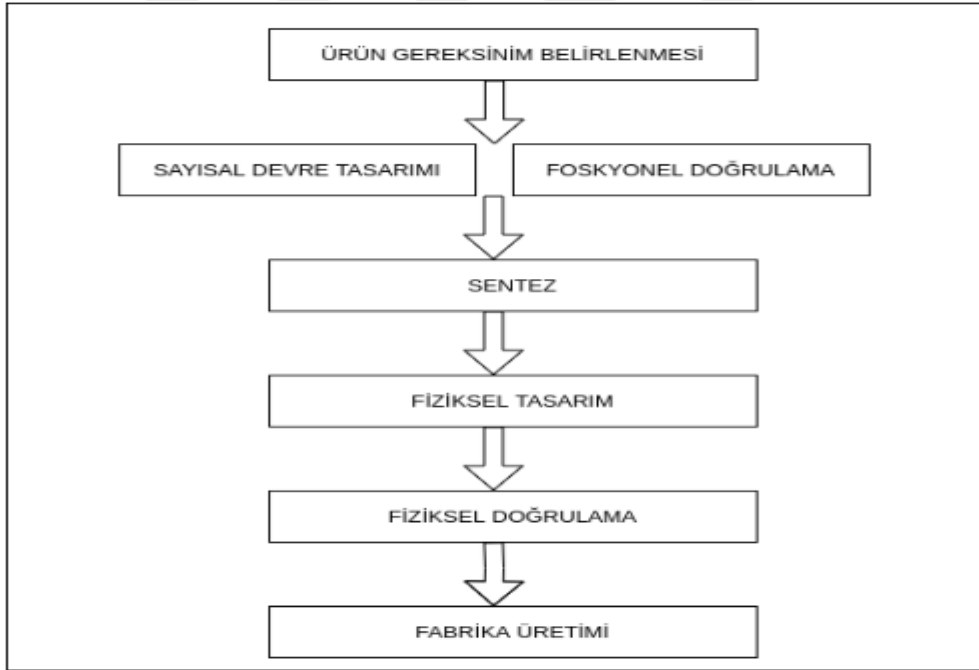 ÜRÜN GEREKSİNİM BELİRLENMESİ
SAYISAL DEVRE TASARIMI
FOSKYONEL DOĞRULAMA
SENTEZ
FİZİKSEL TASARIM
FİZİKSEL DOĞRULAMA
FABRİKA ÜRETİMİ